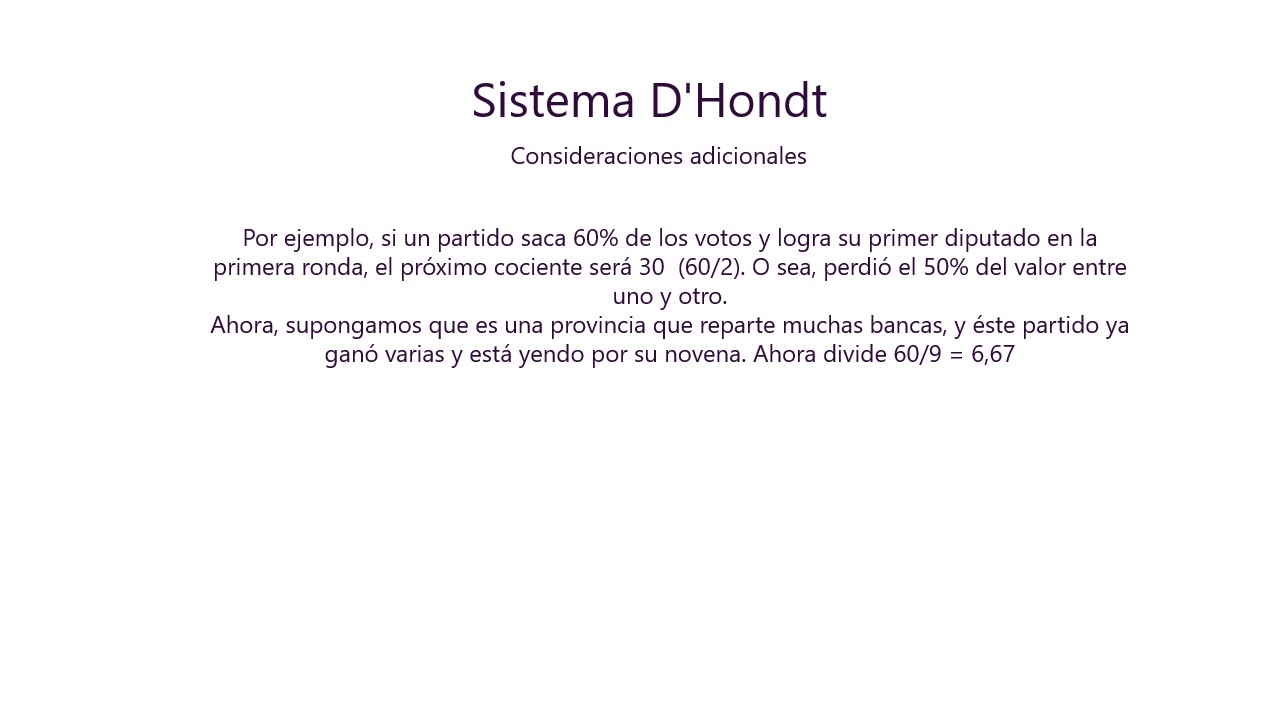 Sistema D'Hondt
Consideraciones adicionales
Por ejemplo, si un partido saca 60% de los votos y logra su primer diputado en la
primera ronda, el próximo cociente será 30  (60/2). O sea, perdió el 50% del valor entre
uno y otro.
Ahora, supongamos que es una provincia que reparte muchas bancas, y éste partido ya
ganó varias y está yendo por su novena. Ahora divide 60/9 = 6,67